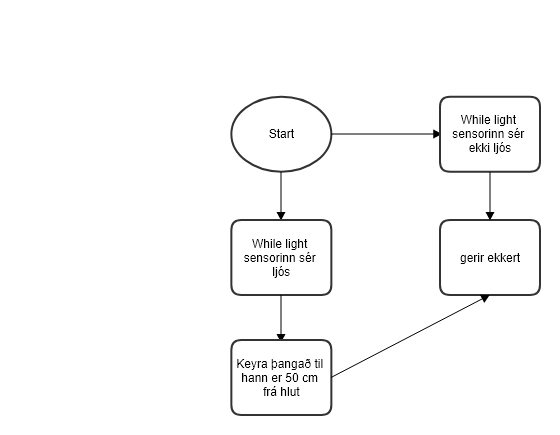 Start
While light
sensorinn sér
ekki ljós
While light
sensorinn sér
ljós
gerir ekkert
Keyra þangað til
hann er 50 cm
frá hlut